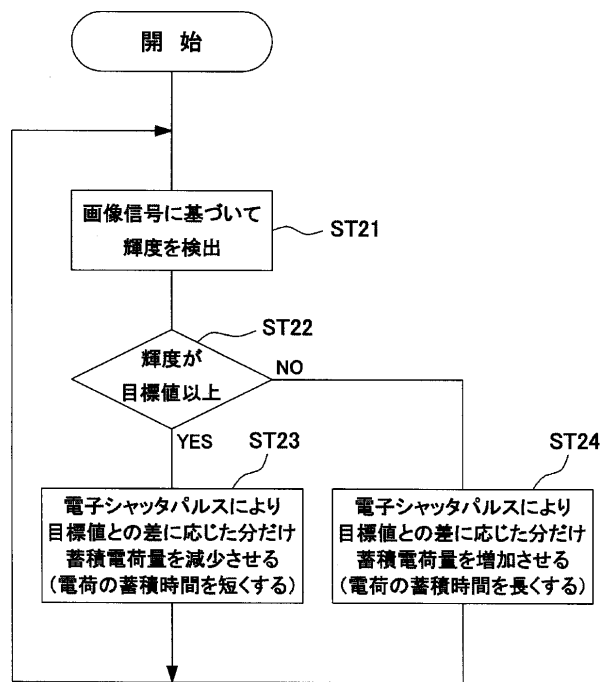 開 始
画像信号に基づいて
輝度を検出
ST21
ST22
輝度が
目標値以上
NO
YES
ST23
電子シャッタパルスにより
目標値との差に応じた分だけ
蓄積電荷量を減少させる
(電荷の蓄積時間を短くする)
ST24
電子シャッタパルスにより
目標値との差に応じた分だけ
蓄積電荷量を増加させる
(電荷の蓄積時間を長くする)